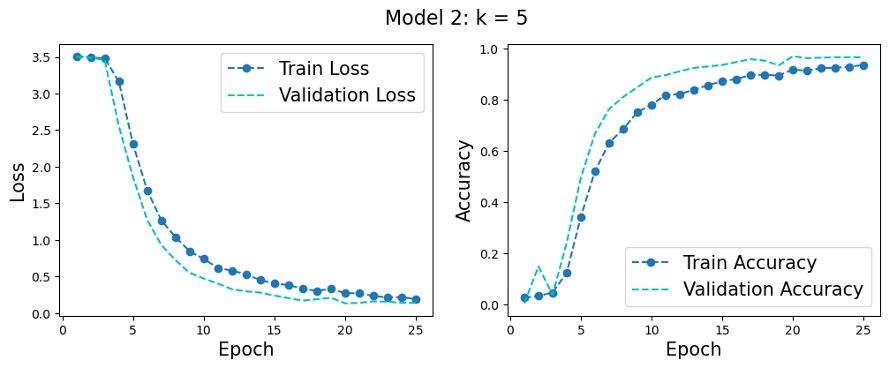 Model 2: k = 5
Loss
3.5
3.0
2.5
2.0
1.5
1.0
0.5
0.0
Train Loss
Validation Loss
0 5 10 15 20 25
Epoch
Accuracy
1.0
0.8
0.6
0.4
0.2
0.0
Train Accuracy
Validation Accuracy
0 5 10 15 20 25
Epoch